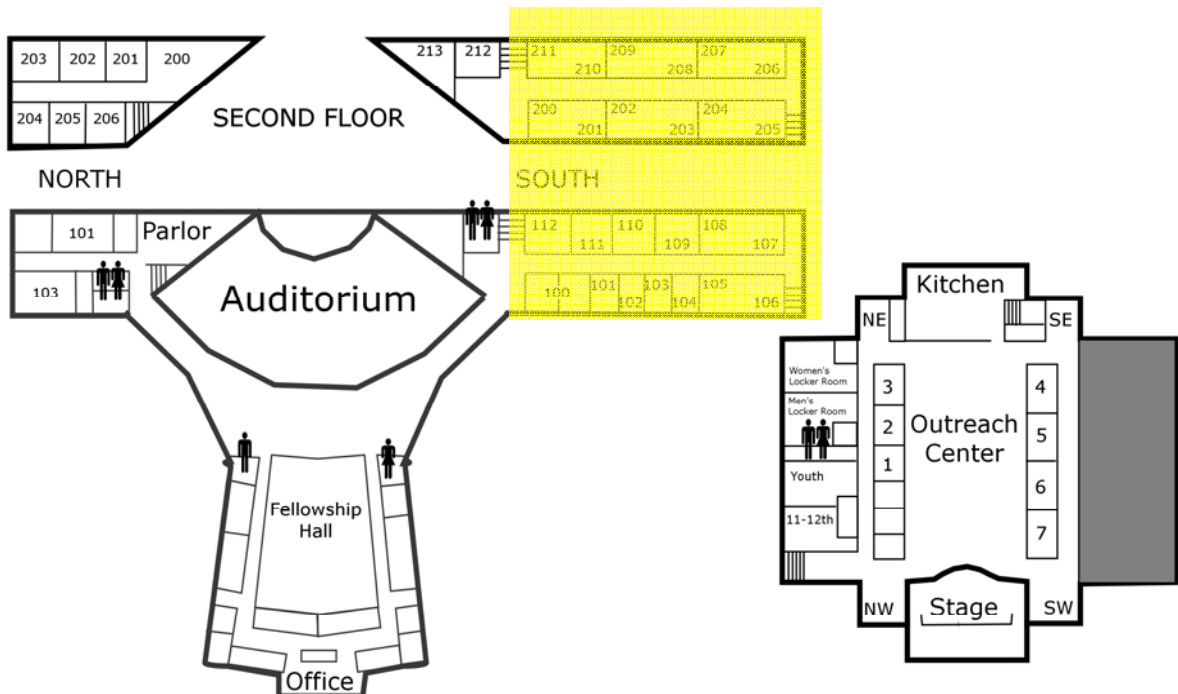 203 202 201 200
213 212 211 209 207
210 208 206
204 205 206
200 202 204
201 203 205
SECOND FLOOR
NORTH
SOUTH
101
Parlor
112 110 108
111 109 107
103
100 101 103 105
102 104 106
Auditorium
Fellowship
Hall
Office
Kitchen
NE
SE
Women's
Locker Room
Men's
Locker Room
3
2
1
4
5
6
7
Outreach
Center
Youth
11-12th
NW
Stage
SW